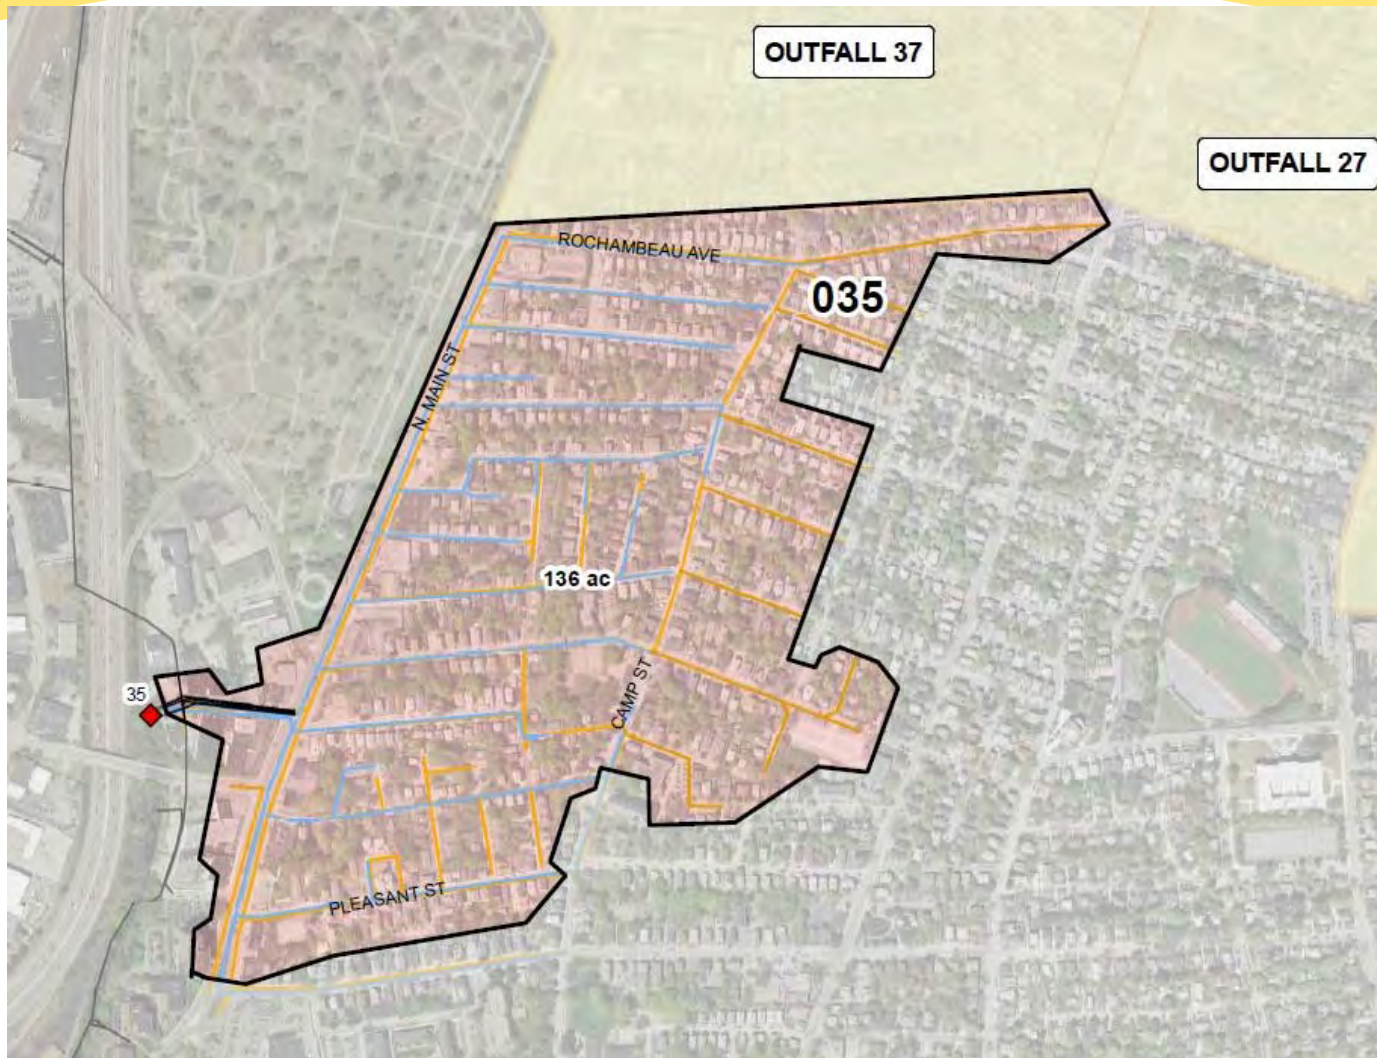 OUTFALL 37
OUTFALL 27
ROCHAMBEAU AVE
035
N. MAIN ST
136 ac
CAMP ST
35
PLEASANT ST